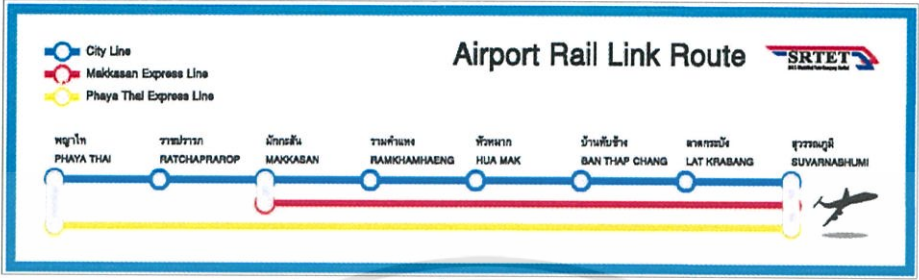 City Line
Makkasan Express Line
Phaya Thai Express Line
Airport Rail Link Route
SRTET
พญาไท
PHAYA THAI
ราชปรารภ
RATCHAPRAROP
มักกะสัน
MAKKASAN
รามคำแหง
RAMKHAMHAENG
หัวหมาก
HUA MAK
บ้านทับช้าง
BAN THAP CHANG
ลาดกระบัง
LAT KRABANG
สุวรรณภูมิ
SUVARNABHUMI